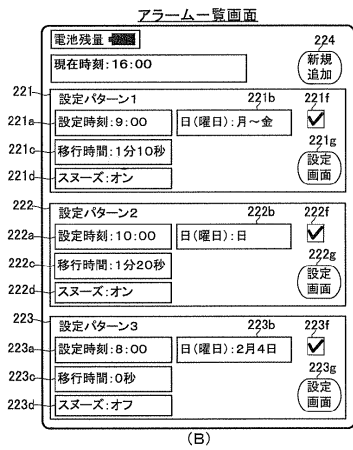 アラーム一覧画面
電池残量
現在時刻:16:00
224
新規
追加
221
設定パターン1
221b
221f
221a
設定時刻:9:00
日(曜日):月～金
221c
移行時間:1分10秒
221g
設定
画面
221d
スヌーズ:オン
222
設定パターン2
222b
222f
222a
設定時刻:10:00
日(曜日):日
222c
移行時間:1分20秒
222g
設定
画面
222d
スヌーズ:オン
223
設定パターン3
223b
223f
223a
設定時刻:8:00
日(曜日):2月4日
223c
移行時間:0秒
223g
設定
画面
223d
スヌーズ:オフ
(B)